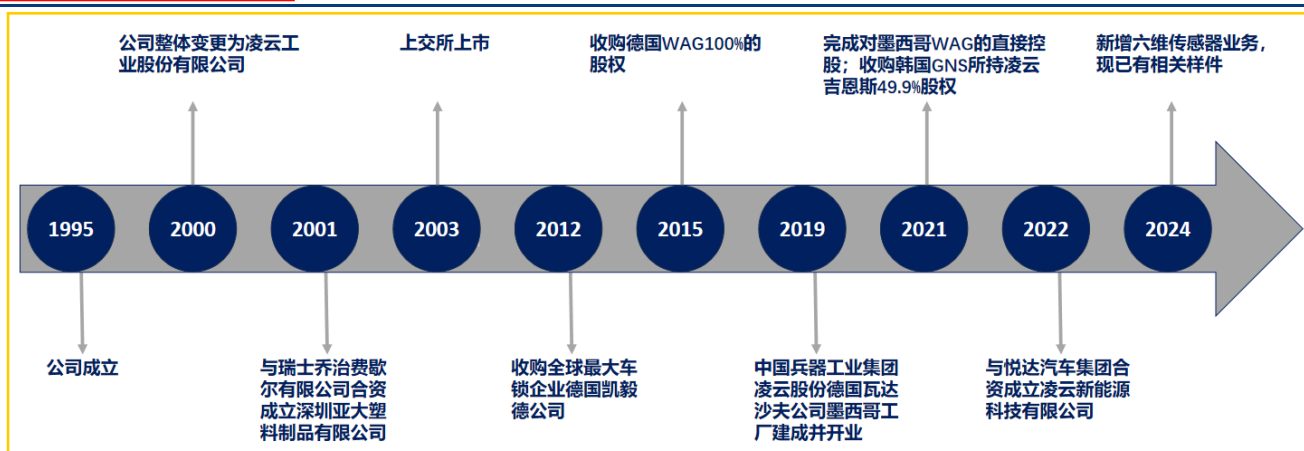 公司整体变更为凌云工
业股份有限公司
上交所上市
收购德国WAG100%的
股权
完成对墨西哥WAG的直接控
股；收购韩国GNS所持凌云
吉恩斯49.9%股权
新增六维传感器业务，
现已有相关样件
1995
2000
2001
2003
2012
2015
2019
2021
2022
2024
公司成立
与瑞士乔治费歇
尔有限公司合资
成立深圳亚大塑
料制品有限公司
收购全球最大车
锁企业德国凯毅
德公司
中国兵器工业集团
凌云股份德国瓦达
沙夫公司墨西哥工
厂建成并开业
与悦达汽车集团合
资成立凌云新能源
科技有限公司